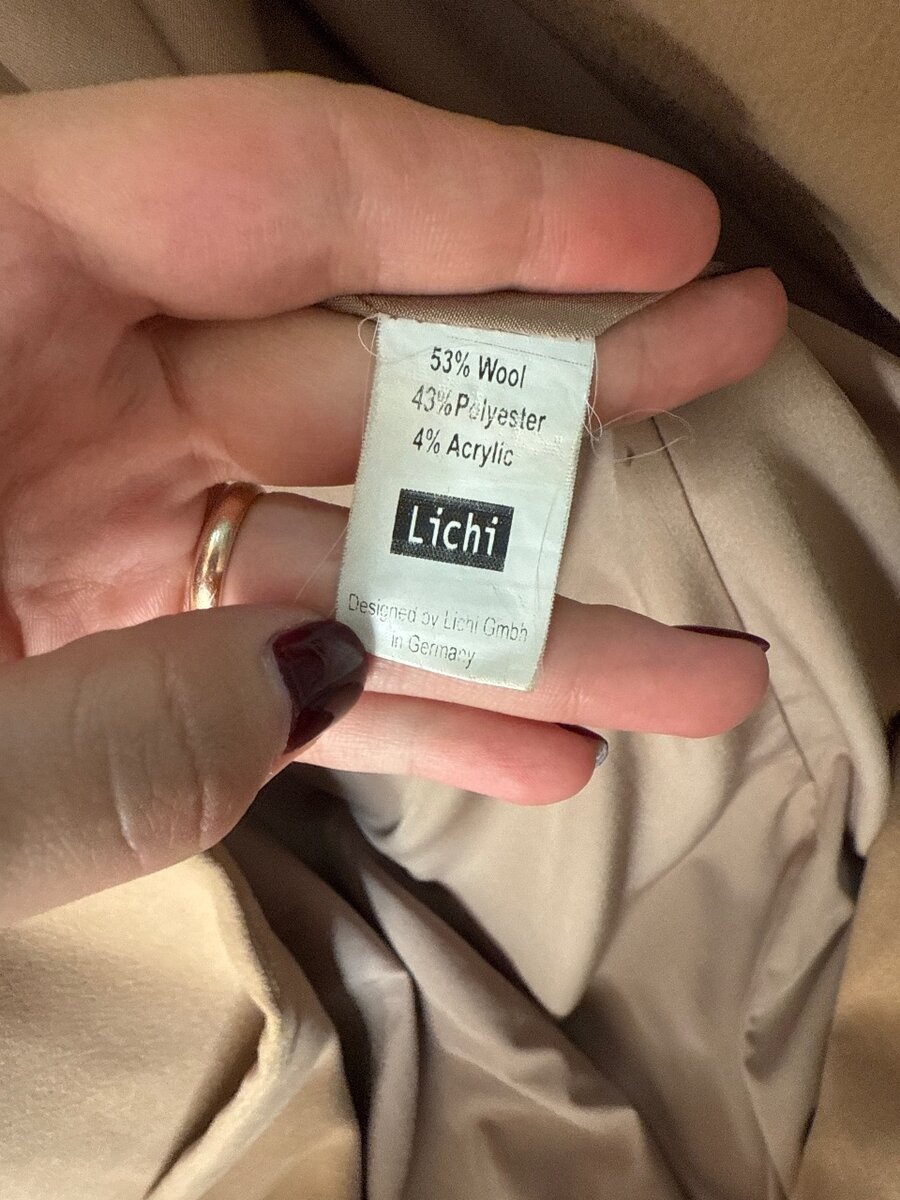 53% Wool
43% Polyester
4% Acrylic
Lichi
Designed by Lichi Gmbh
in Germany